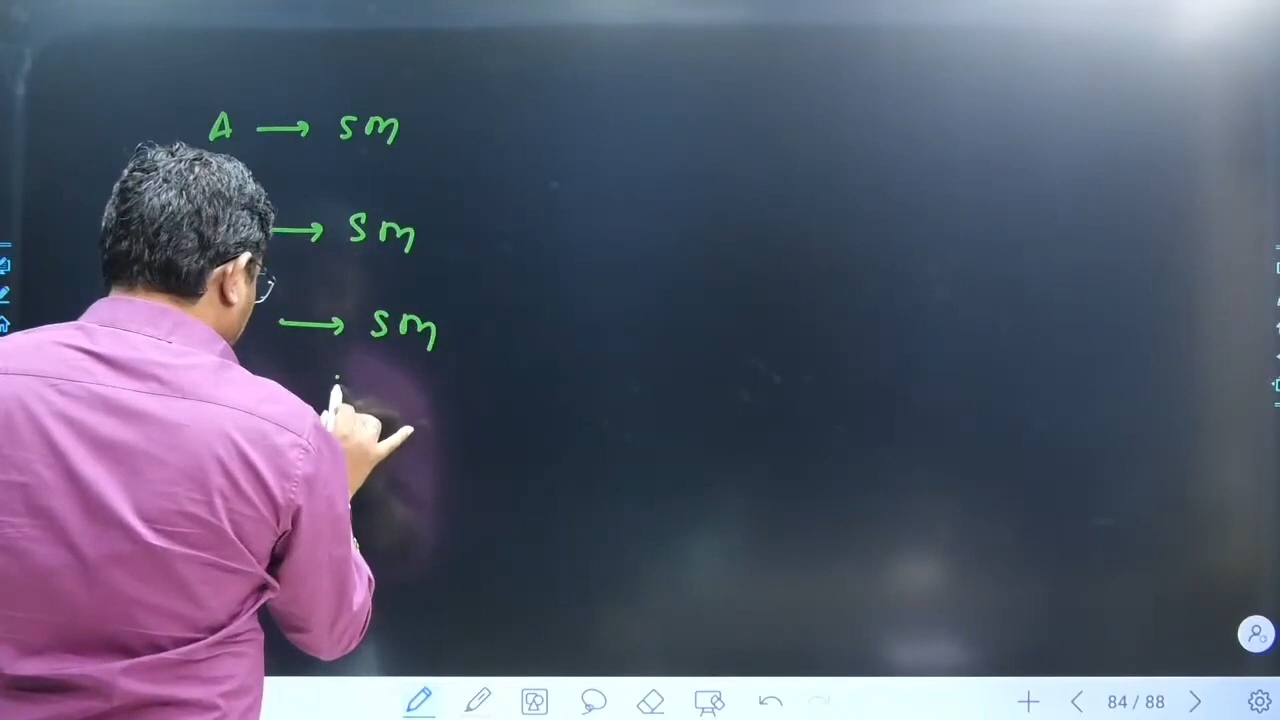 A → sm
→ sm
→ sm
84 / 88